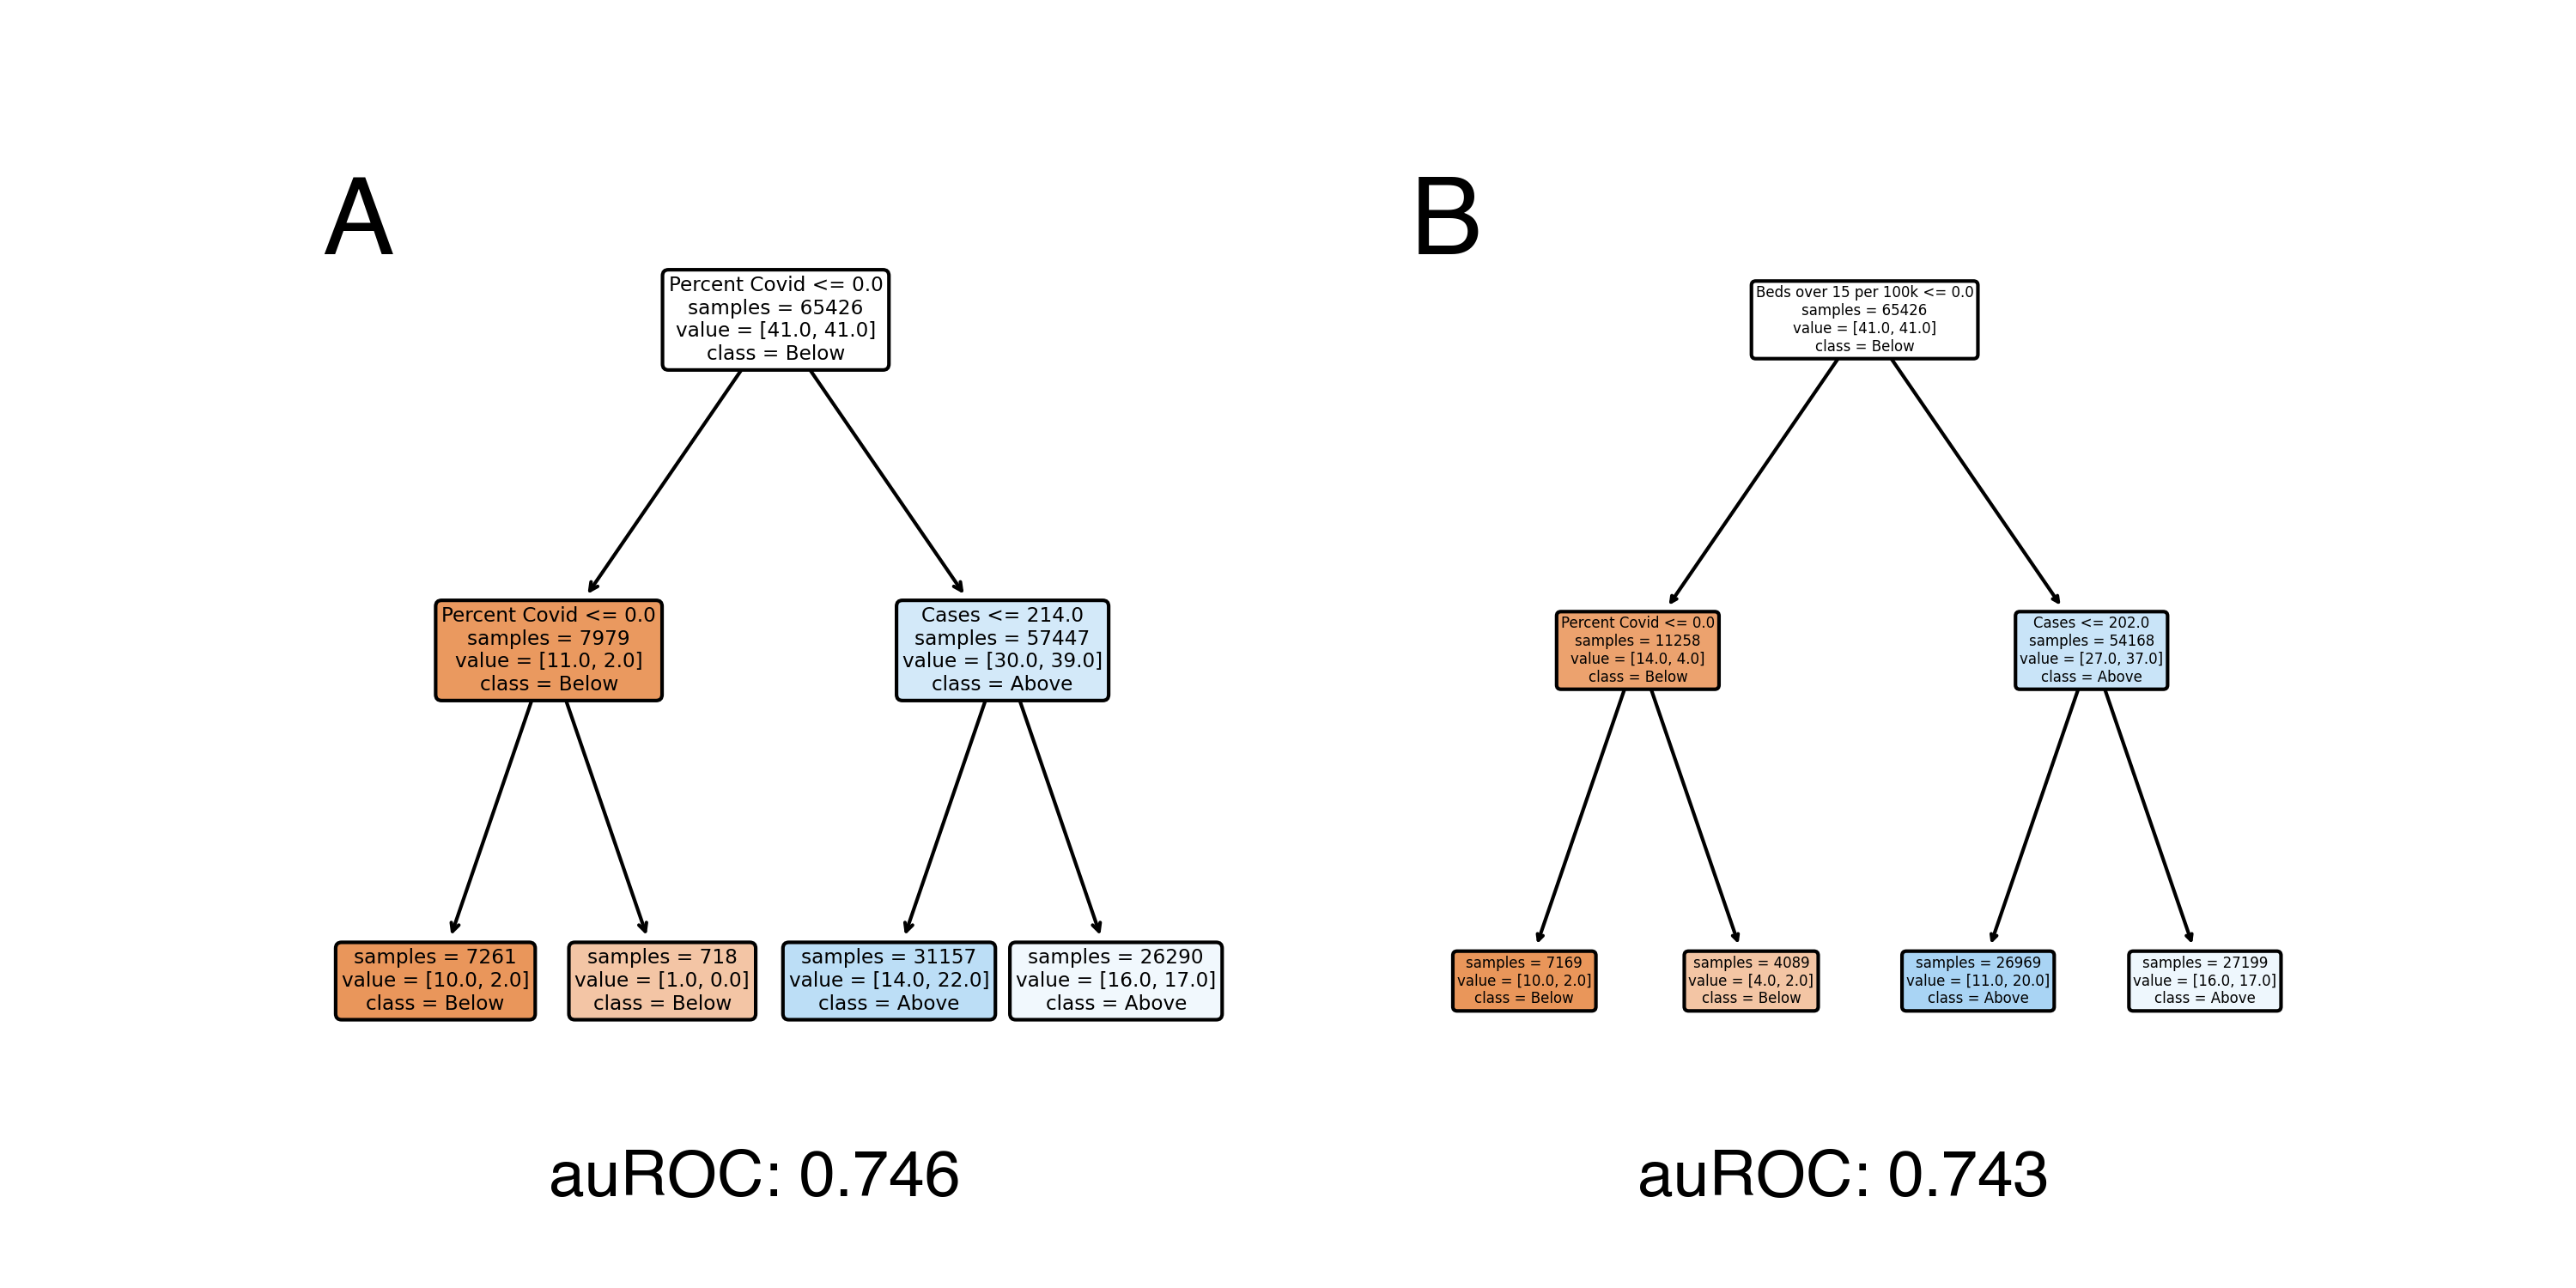 A
Percent Covid <= 0.0
samples = 65426
value = [41.0, 41.0]
class = Below
Percent Covid <= 0.0
samples = 7979
value = [11.0, 2.0]
class = Below
Cases <= 214.0
samples = 57447
value = [30.0, 39.0]
class = Above
samples = 7261
value = [10.0, 2.0]
class = Below
samples = 718
value = [1.0, 0.0]
class = Below
samples = 31157
value = [14.0, 22.0]
class = Above
samples = 26290
value = [16.0, 17.0]
class = Above
auROC: 0.746
B
Beds over 15 per 100k <= 0.0
samples = 65426
value = [41.0, 41.0]
class = Below
Percent Covid <= 0.0
samples = 11258
value = [14.0, 4.0]
class = Below
Cases <= 202.0
samples = 54168
value = [27.0, 37.0]
class = Above
samples = 7169
value = [10.0, 2.0]
class = Below
samples = 4089
value = [4.0, 2.0]
class = Below
samples = 26969
value = [11.0, 20.0]
class = Above
samples = 27199
value = [16.0, 17.0]
class = Above
auROC: 0.743